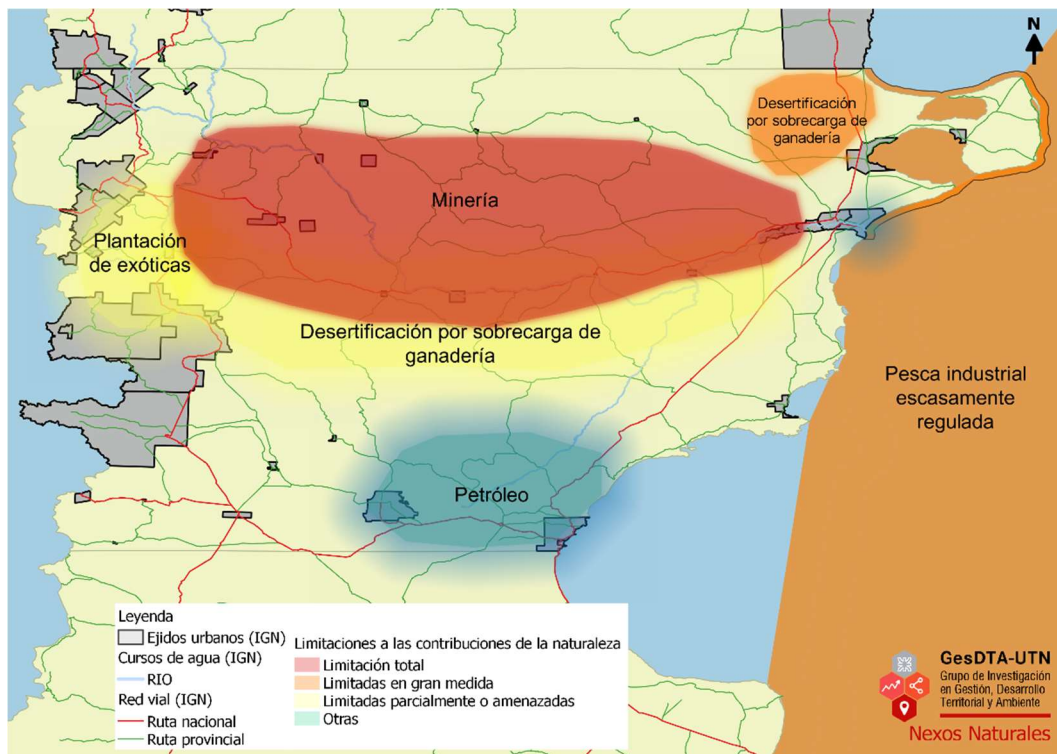 N
Desertificación
por sobrecarga de
ganadería
Minería
Plantación
de exóticas
Desertificación por sobrecarga de
ganadería
Pesca industrial
escasamente
regulada
Petróleo
Leyenda
Ejidos urbanos (IGN)
Cursos de agua (IGN)
RIO
Red vial (IGN)
Ruta nacional
Ruta provincial
Limitaciones a las contribuciones de la naturaleza
Limitación total
Limitadas en gran medida
Limitadas parcialmente o amenazadas
Otras
GesDTA-UTN
Grupo de Investigación
en Gestión, Desarrollo
Territorial y Ambiente
Nexos Naturales